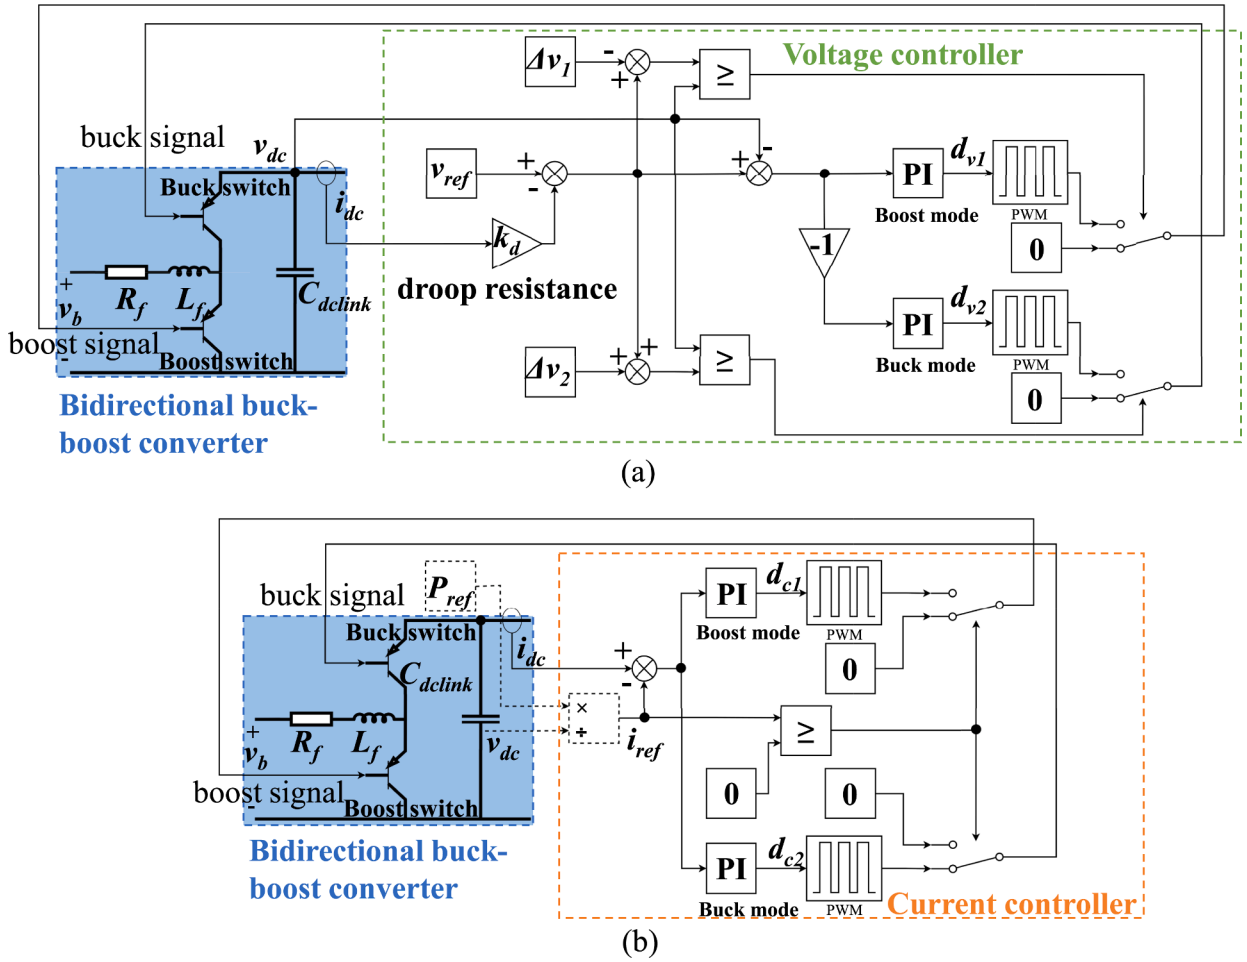 Δv1
-
+
≥
Voltage controller
buck signal
vdc
vref
+
-
+
-
PI
dv1
PWM
Boost mode
0
Buck switch
idc
kd
-1
droop resistance
+
vb
-
Rf
Lf
Cdclink
boost signal
Boost switch
Δv2
+
+
≥
PI
dv2
PWM
Buck mode
0
Bidirectional buck-
boost converter
(a)
buck signal
Pref
PI
dc1
PWM
Boost mode
0
Buck switch
idc
+
-
Cdclink
×
÷
iref
≥
+
vb
-
Rf
Lf
vdc
boost signal
Boost switch
0
0
Bidirectional buck-
boost converter
PI
dc2
PWM
Buck mode
Current controller
(b)